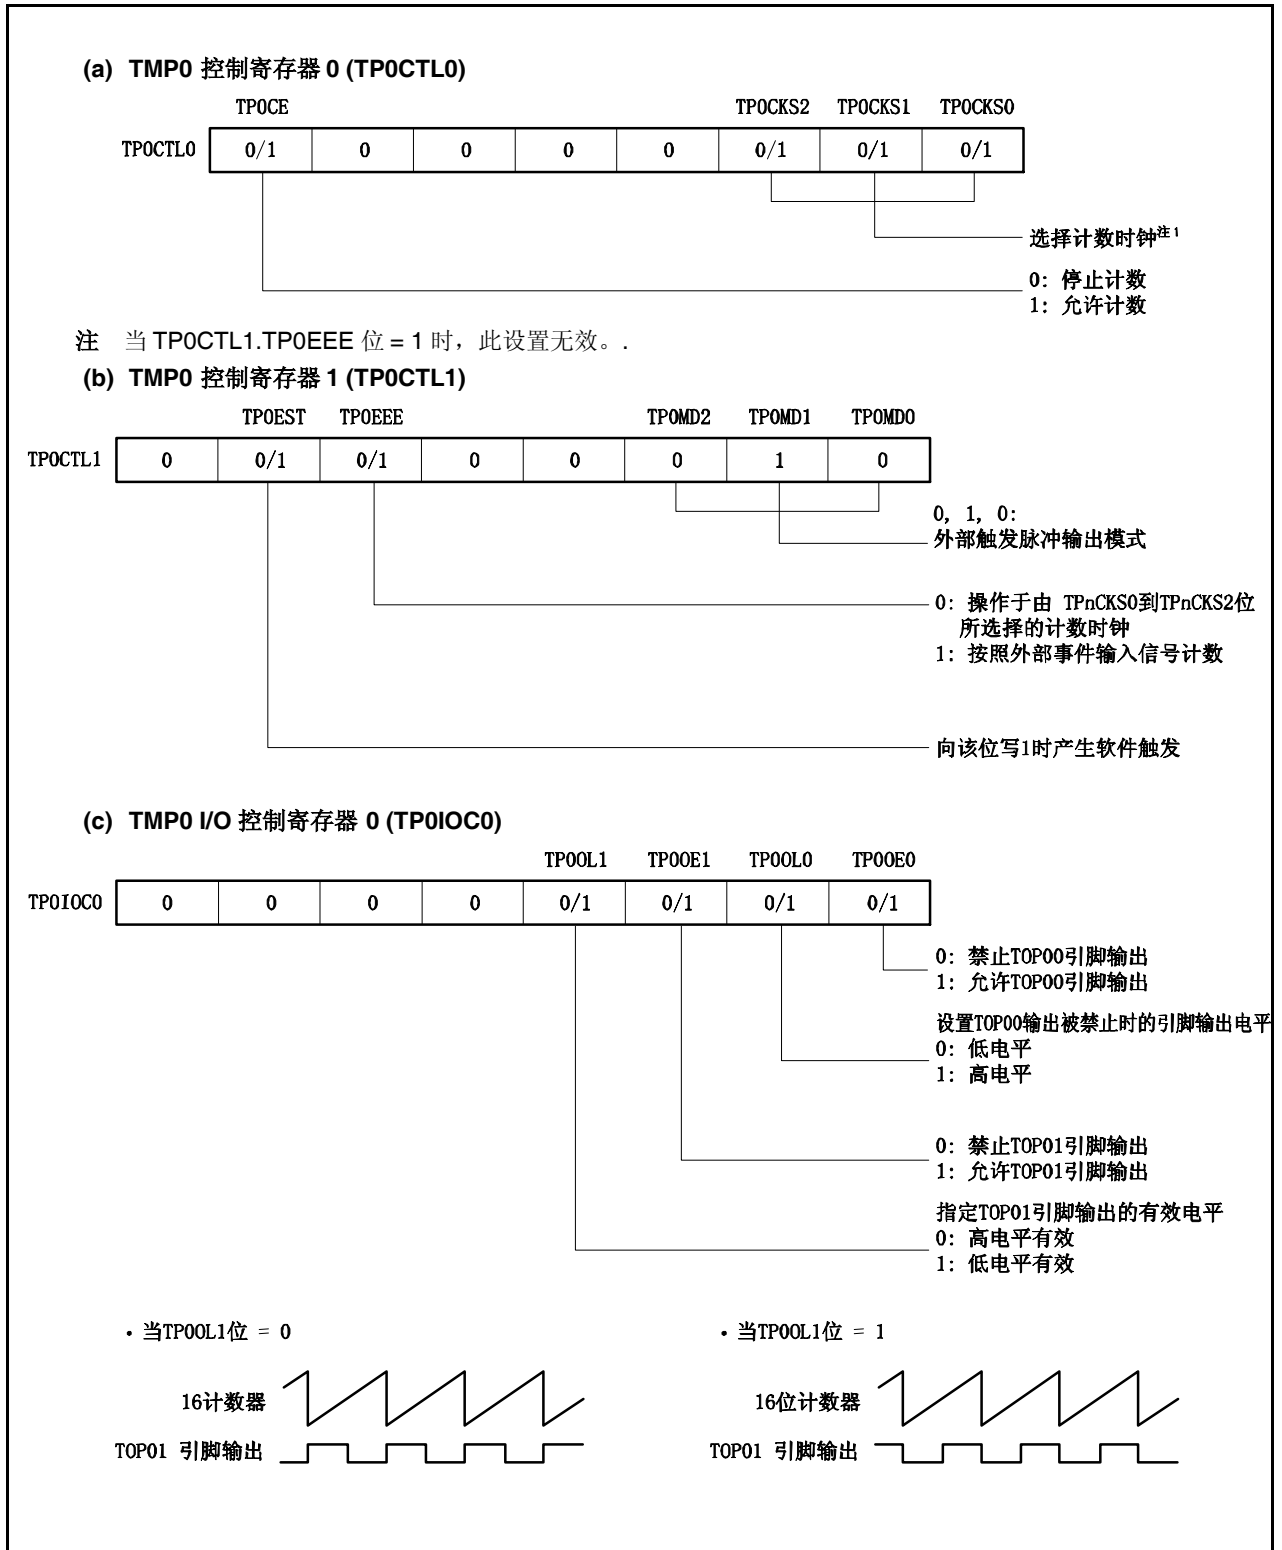 (a) TMP0 控制寄存器 0 (TP0CTL0)
TP0CE TP0CKS2 TP0CKS1 TP0CKS0
TP0CTL0 0/1 0 0 0 0 0/1 0/1 0/1
选择计数时钟注1
0: 停止计数
1: 允许计数
注 当 TP0CTL1.TP0EEE 位 = 1 时，此设置无效。.
(b) TMP0 控制寄存器 1 (TP0CTL1)
TP0EST TP0EEE TP0MD2 TP0MD1 TP0MD0
TP0CTL1 0 0/1 0/1 0 0 0 1 0
0, 1, 0:
外部触发脉冲输出模式
0: 操作于由 TPnCKS0到TPnCKS2位
所选择的计数时钟
1: 按照外部事件输入信号计数
向该位写1时产生软件触发
(c) TMP0 I/O 控制寄存器 0 (TP0IOC0)
TP0OL1 TP0OE1 TP0OL0 TP0OE0
TP0IOC0 0 0 0 0 0/1 0/1 0/1 0/1
0: 禁止TOP00引脚输出
1: 允许TOP00引脚输出
设置TOP00输出被禁止时的引脚输出电平
0: 低电平
1: 高电平
0: 禁止TOP01引脚输出
1: 允许TOP01引脚输出
指定TOP01引脚输出的有效电平
0: 高电平有效
1: 低电平有效
• 当TP0OL1位 = 0
16计数器
TOP01 引脚输出
• 当TP0OL1位 = 1
16位计数器
TOP01 引脚输出